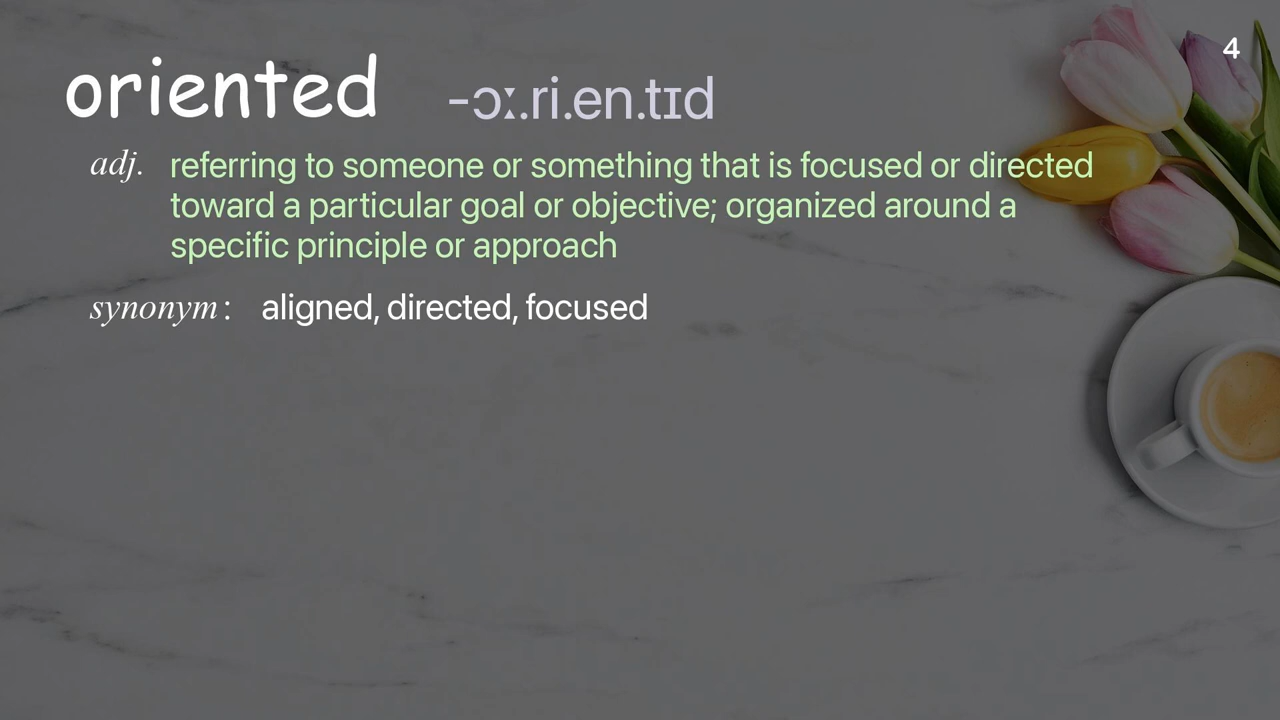 4
oriented -ɔː.ri.en.tɪd
adj. referring to someone or something that is focused or directed
toward a particular goal or objective; organized around a
specific principle or approach
synonym: aligned, directed, focused